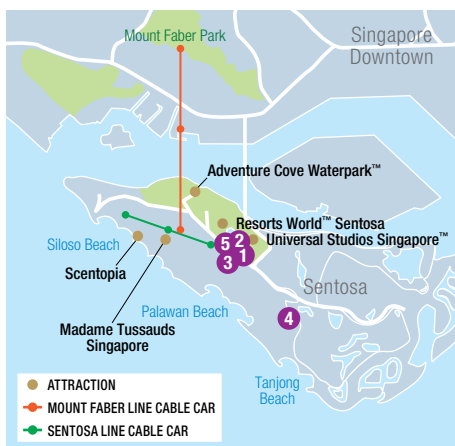 Mount Faber Park
Singapore
Downtown
Adventure Cove Waterpark™
Resorts World™ Sentosa
Universal Studios Singapore™
5
2
1
3
Siloso Beach
Scentopia
Sentosa
Palawan Beach
4
Madame Tussauds
Singapore
Tanjong
Beach
ATTRACTION
MOUNT FABER LINE CABLE CAR
SENTOSA LINE CABLE CAR